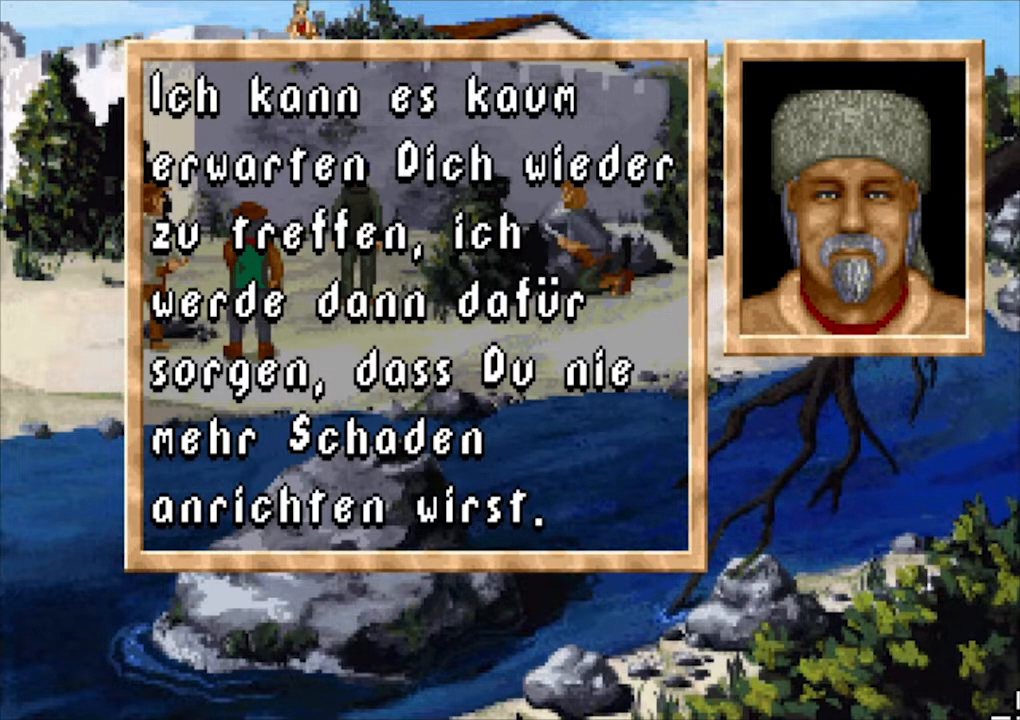 Ich kann es kaum
erwarten Dich wieder
zu treffen, ich
werde dann dafür
sorgen, dass Du nie
mehr Schaden
anrichten wirst.